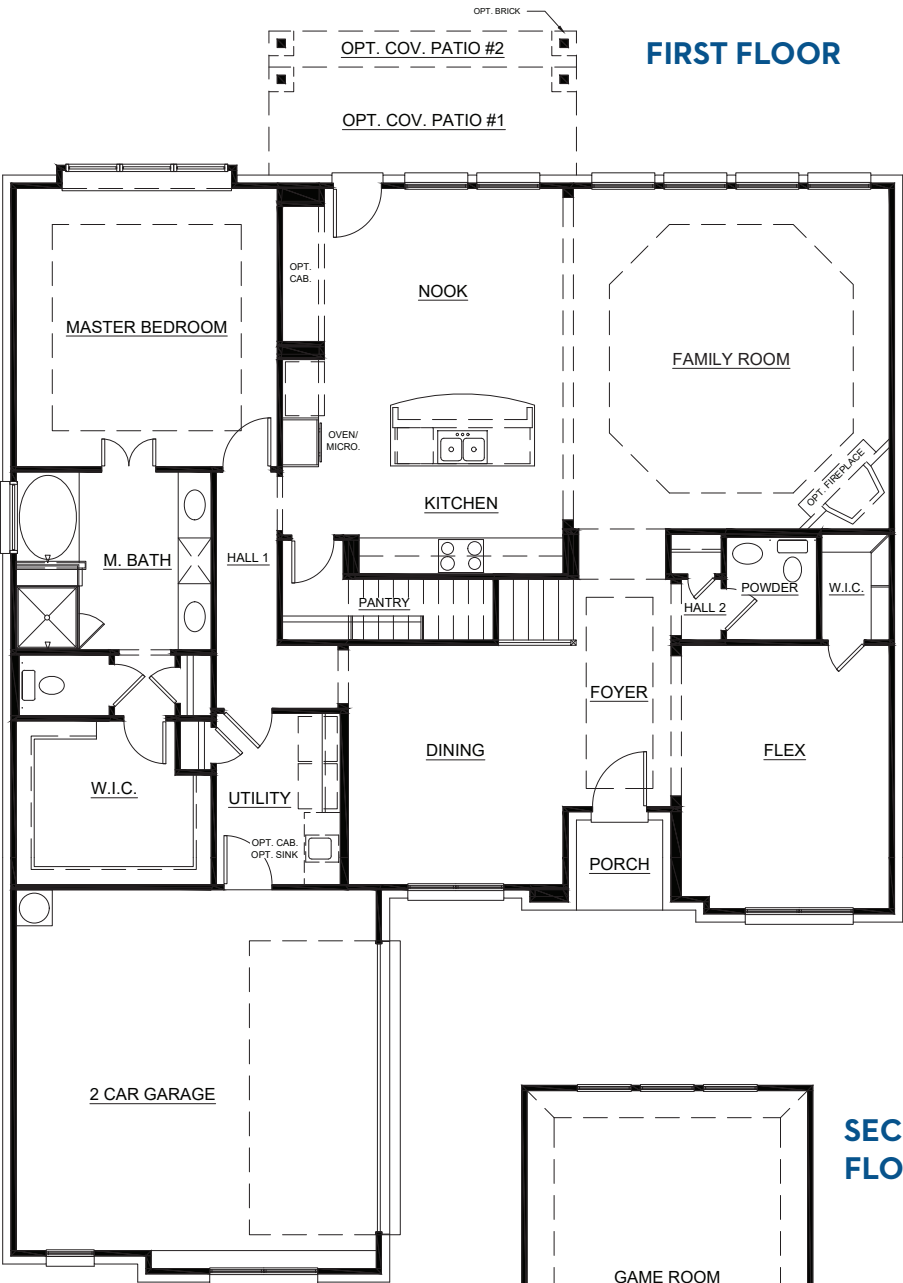 OPT. BRICK
OPT. COV. PATIO #2
FIRST FLOOR
OPT. COV. PATIO #1
OPT.
CAB.
NOOK
MASTER BEDROOM
FAMILY ROOM
OVEN/
MICRO.
OPT. FIREPLACE
KITCHEN
M. BATH
HALL 1
PANTRY
POWDER
W.I.C.
HALL 2
FOYER
DINING
FLEX
W.I.C.
UTILITY
OPT. CAB.
OPT. SINK
PORCH
2 CAR GARAGE
SEC
FLO
GAME ROOM